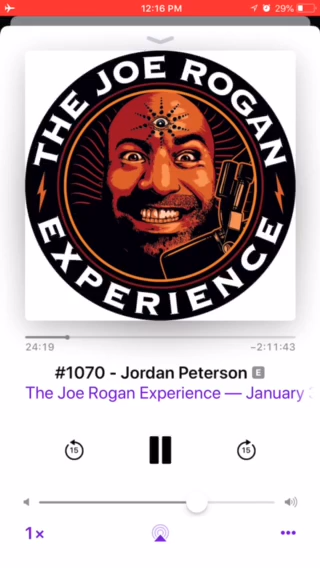 12:16 PM
29%
THE JOE ROGAN
EXPERIENCE
24:19
-2:11:43
#1070 - Jordan Peterson E
The Joe Rogan Experience — January
15
15
1×